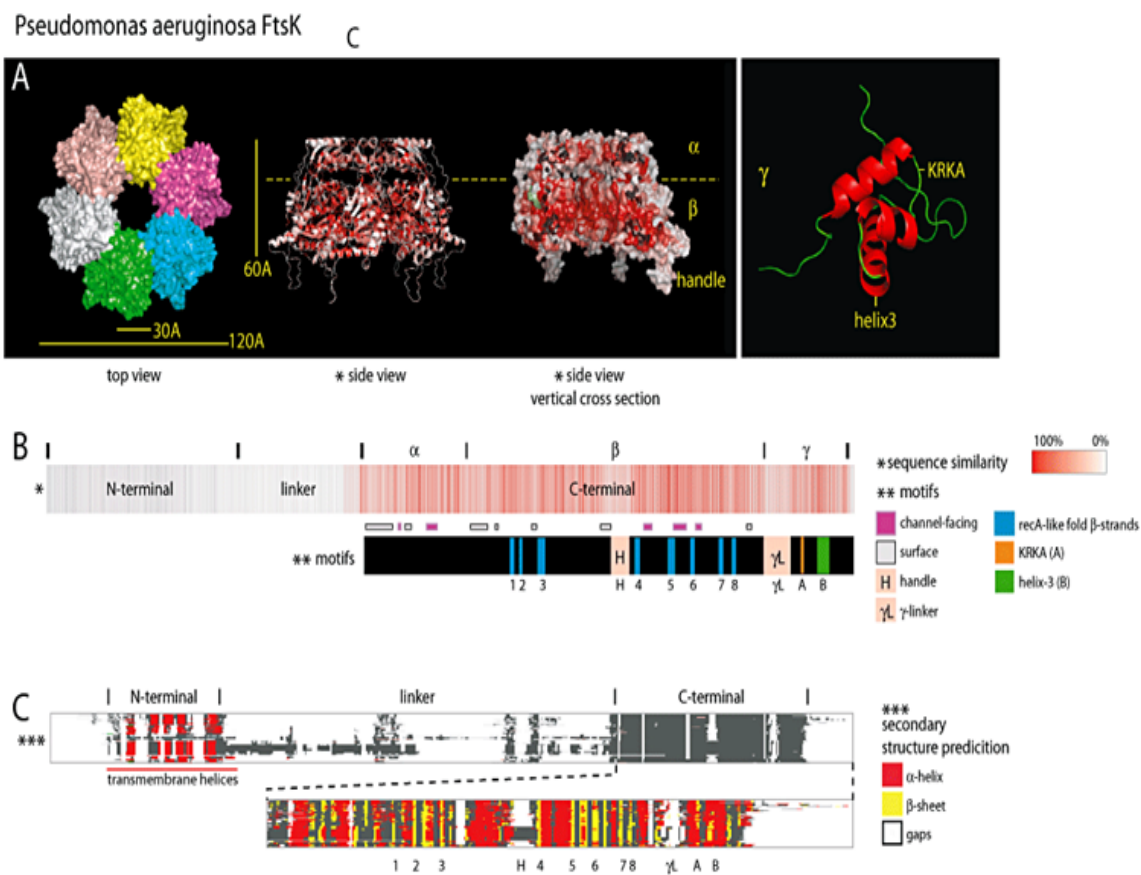 Pseudomonas aeruginosa FtsK
C
A
α
β
γ
KRKA
60A
handle
30A
120A
helix3
top view
* side view
* side view
vertical cross section
B
α
β
γ
100% 0%
*sequence similarity
*
N-terminal
linker
C-terminal
** motifs
channel-facing
recA-like fold β-strands
surface
KRKA (A)
H handle
helix-3 (B)
γL γ-linker
** motifs
H
γL
1 2 3 H 4 5 6 7 8 γL A B
C
N-terminal
linker
C-terminal
***
***
secondary
structure predicition
α-helix
β-sheet
gaps
transmembrane helices
1 2 3 H 4 5 6 7 8 γL A B